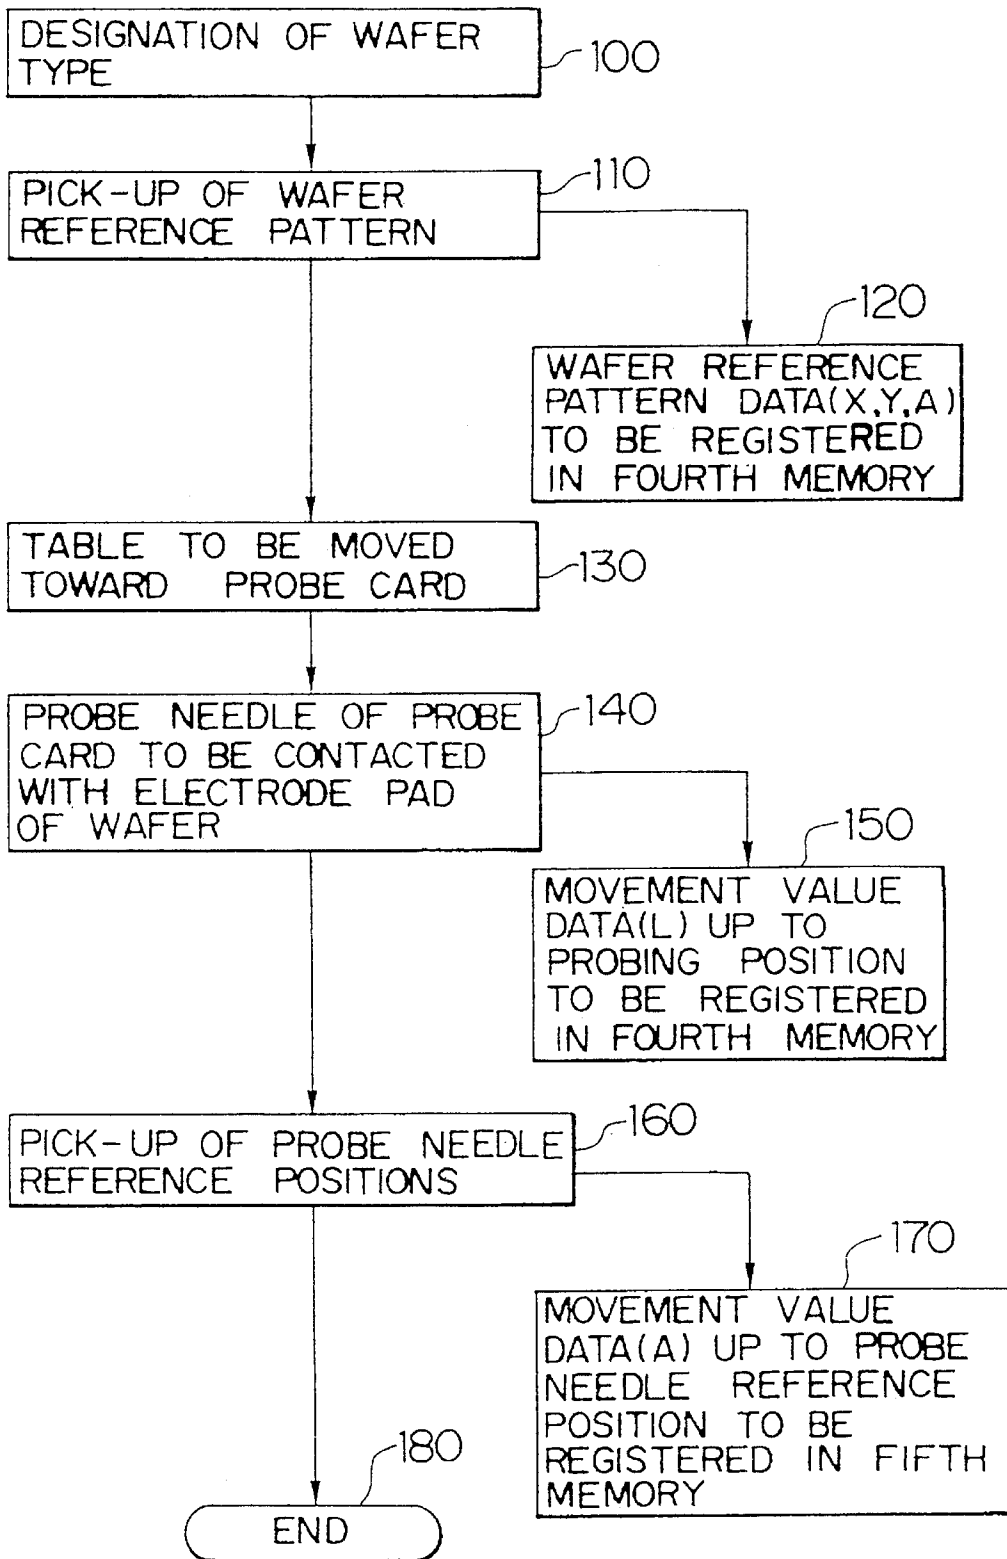 DESIGNATION OF WAFER
TYPE
100
PICK-UP OF WAFER
REFERENCE PATTERN
110
120
WAFER REFERENCE
PATTERN DATA(X,Y,A)
TO BE REGISTERED
IN FOURTH MEMORY
TABLE TO BE MOVED
TOWARD PROBE CARD
130
PROBE NEEDLE OF PROBE
CARD TO BE CONTACTED
WITH ELECTRODE PAD
OF WAFER
140
150
MOVEMENT VALUE
DATA(L) UP TO
PROBING POSITION
TO BE REGISTERED
IN FOURTH MEMORY
PICK-UP OF PROBE NEEDLE
REFERENCE POSITIONS
160
170
MOVEMENT VALUE
DATA(A) UP TO PROBE
NEEDLE REFERENCE
POSITION TO BE
REGISTERED IN FIFTH
MEMORY
180
END